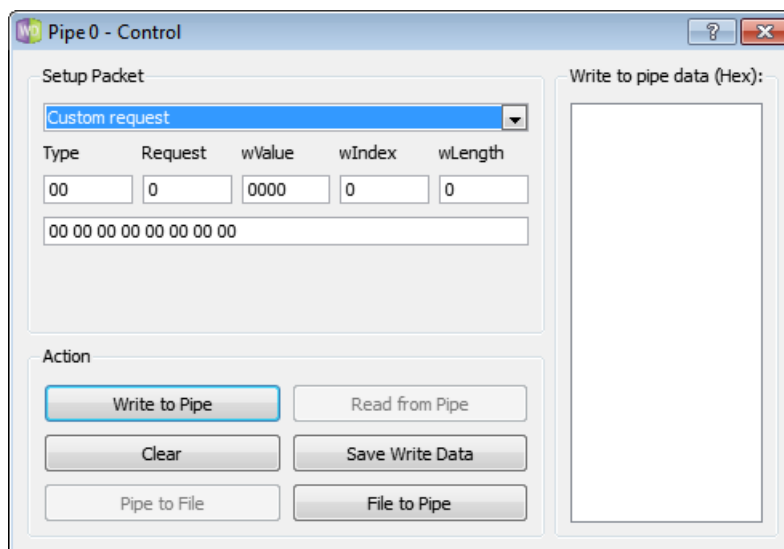 WD Pipe 0 - Control
Setup Packet
Write to pipe data (Hex):
Custom request
Type Request wValue wIndex wLength
00 0 0000 0 0
00 00 00 00 00 00 00 00
Action
Write to Pipe Read from Pipe
Clear Save Write Data
Pipe to File File to Pipe